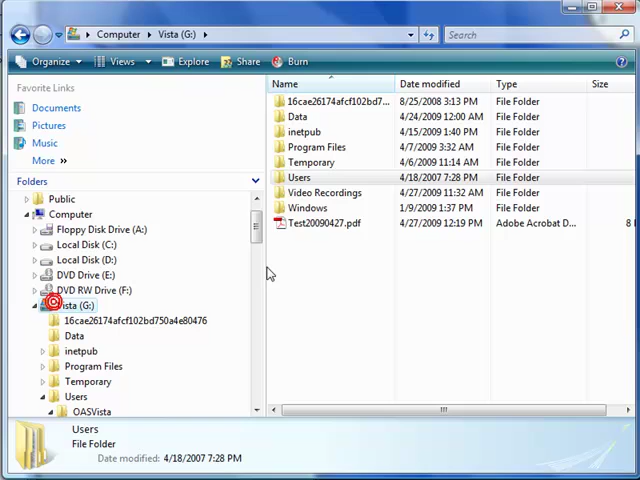 Computer ▸ Vista (G:) ▸
Search
Organize Views Explore Share Burn
Favorite Links
Documents
Pictures
Music
More »
Folders
Public
Computer
Floppy Disk Drive (A:)
Local Disk (C:)
Local Disk (D:)
DVD Drive (E:)
DVD RW Drive (F:)
Vista (G:)
16cae26174afcf102bd750a4e80476
Data
inetpub
Program Files
Temporary
Users
OASVista
Name Date modified Type Size
16cae26174afcf102bd7... 8/25/2008 3:13 PM File Folder
Data 4/24/2009 12:00 AM File Folder
inetpub 4/15/2009 1:40 PM File Folder
Program Files 4/7/2009 3:32 AM File Folder
Temporary 4/6/2009 11:14 AM File Folder
Users 4/18/2007 7:28 PM File Folder
Video Recordings 4/27/2009 11:32 AM File Folder
Windows 1/9/2009 1:37 PM File Folder
Test20090427.pdf 4/27/2009 12:19 PM Adobe Acrobat D... 8
Users
File Folder
Date modified: 4/18/2007 7:28 PM